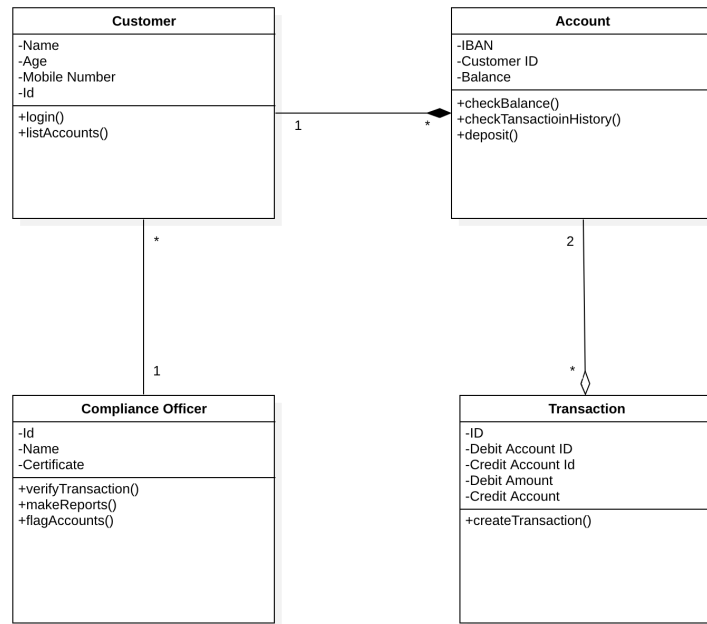 Customer
-Name
-Age
-Mobile Number
-Id
+login()
+listAccounts()
Account
-IBAN
-Customer ID
-Balance
+checkBalance()
+checkTansactioinHistory()
+deposit()
1
*
*
1
2
*
Compliance Officer
-Id
-Name
-Certificate
+verifyTransaction()
+makeReports()
+flagAccounts()
Transaction
-ID
-Debit Account ID
-Credit Account Id
-Debit Amount
-Credit Account
+createTransaction()